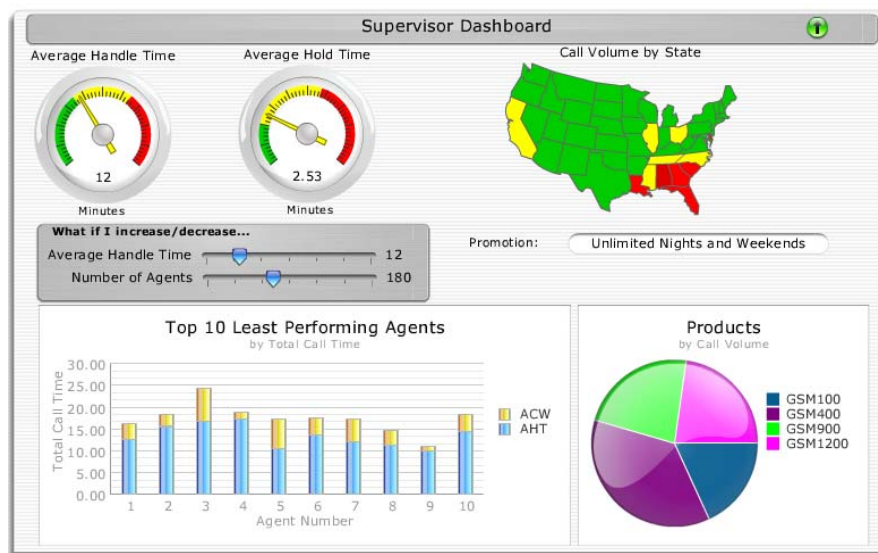 Supervisor Dashboard
Average Handle Time
12
Minutes
Average Hold Time
2.53
Minutes
Call Volume by State
What if I increase/decrease...
Average Handle Time 12
Number of Agents 180
Promotion: Unlimited Nights and Weekends
Top 10 Least Performing Agents
by Total Call Time
Total Call Time
30.00
25.00
20.00
15.00
10.00
5.00
0.00
1 2 3 4 5 6 7 8 9 10
Agent Number
ACW
AHT
Products
by Call Volume
GSM100
GSM400
GSM900
GSM1200